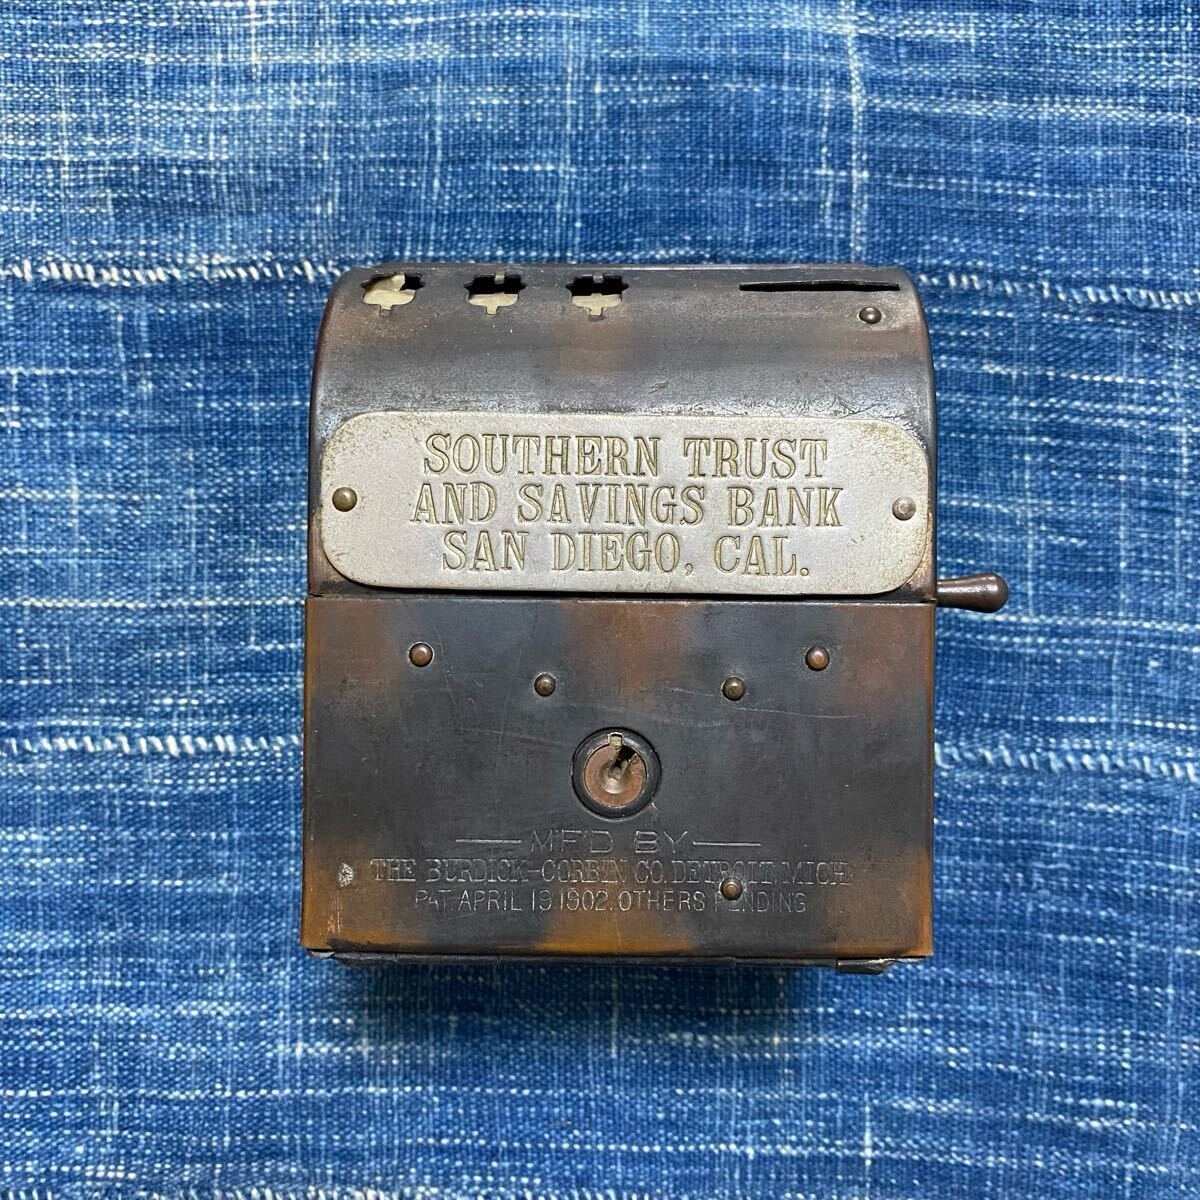 SOUTHERN TRUST
AND SAVINGS BANK
SAN DIEGO, CAL.
MF'D BY
THE BURDICK-CORBIN CO. DETROIT, MICH.
PAT. APRIL 19 1902. OTHERS PENDING